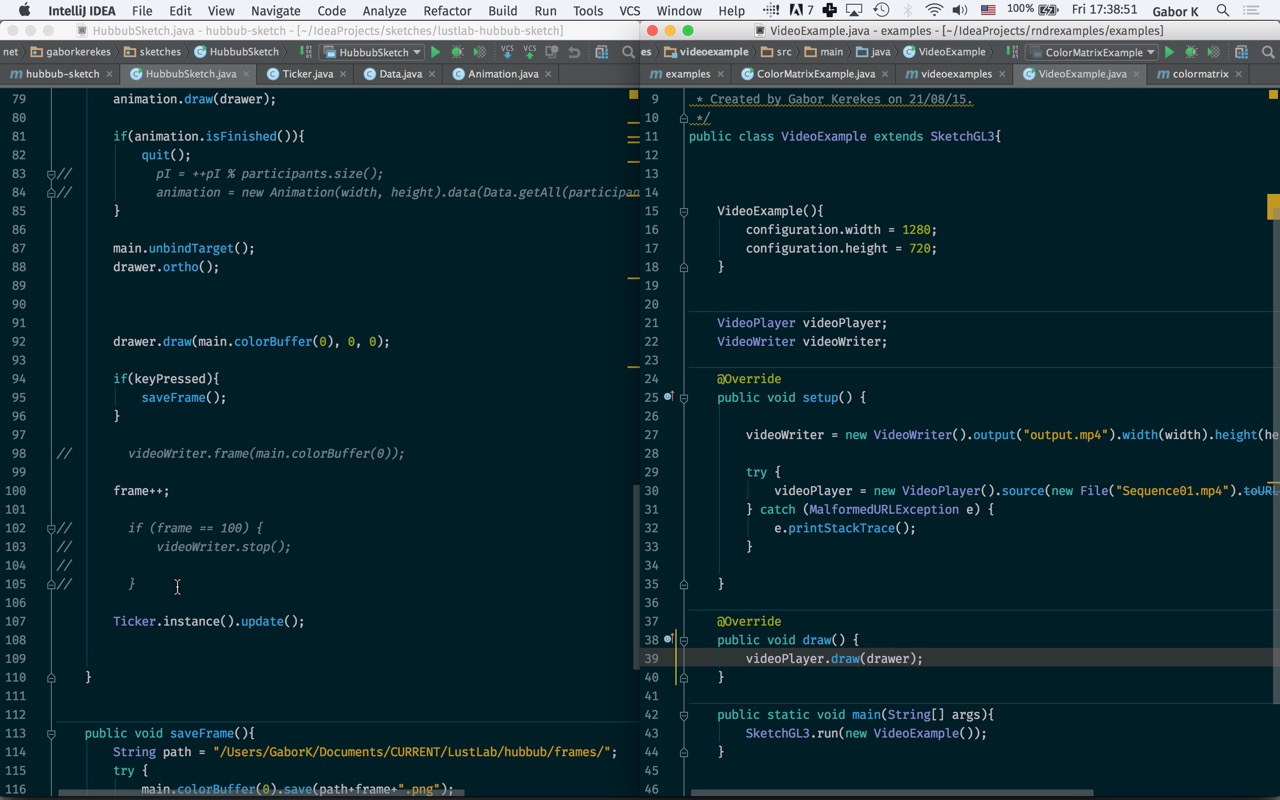 IntelliJ IDEA File Edit View Navigate Code Analyze Refactor Build Run Tools VCS Window Help 7 100% Fri 17:38:51 Gabor K
HubbubSketch.java - hubbub-sketch - [~/IdeaProjects/sketches/lustlab-hubbub-sketch]
net gaborkerekes sketches HubbubSketch HubbubSketch VCS VCS
hubbub-sketch HubbubSketch.java Ticker.java Data.java Animation.java
79 animation.draw(drawer);
80
81 if(animation.isFinished()){
82 quit();
83 // pI = ++pI % participants.size();
84 // animation = new Animation(width, height).data(Data.getAll(participan
85 }
86
87 main.unbindTarget();
88 drawer.ortho();
89
90
91
92 drawer.draw(main.colorBuffer(0), 0, 0);
93
94 if(keyPressed){
95 saveFrame();
96 }
97
98 // videoWriter.frame(main.colorBuffer(0));
99
100 frame++;
101
102 // if (frame == 100) {
103 // videoWriter.stop();
104 //
105 // }
106
107 Ticker.instance().update();
108
109
110 }
111
112
113 public void saveFrame(){
114 String path = "/Users/GaborK/Documents/CURRENT/LustLab/hubbub/frames/";
115 try {
116 main.colorBuffer(0).save(path+frame+".png");
VideoExample.java - examples - [~/IdeaProjects/rndrexamples/examples]
es videoexample src main java VideoExample ColorMatrixExample
examples ColorMatrixExample.java videoexamples VideoExample.java colormatrix
9 * Created by Gabor Kerekes on 21/08/15.
10 */
11 public class VideoExample extends SketchGL3{
12
13
14
15 VideoExample(){
16 configuration.width = 1280;
17 configuration.height = 720;
18 }
19
20
21 VideoPlayer videoPlayer;
22 VideoWriter videoWriter;
23
24 @Override
25 public void setup() {
26
27 videoWriter = new VideoWriter().output("output.mp4").width(width).height(he
28
29 try {
30 videoPlayer = new VideoPlayer().source(new File("Sequence01.mp4").toURL
31 } catch (MalformedURLException e) {
32 e.printStackTrace();
33 }
34
35 }
36
37 @Override
38 public void draw() {
39 videoPlayer.draw(drawer);
40 }
41
42 public static void main(String[] args){
43 SketchGL3.run(new VideoExample());
44 }
45
46